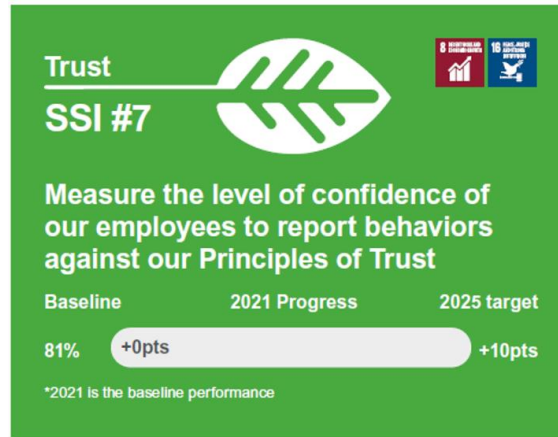 Trust
SSI #7
8
16
Measure the level of confidence of
our employees to report behaviors
against our Principles of Trust
Baseline 2021 Progress 2025 target
81% +0pts +10pts
*2021 is the baseline performance